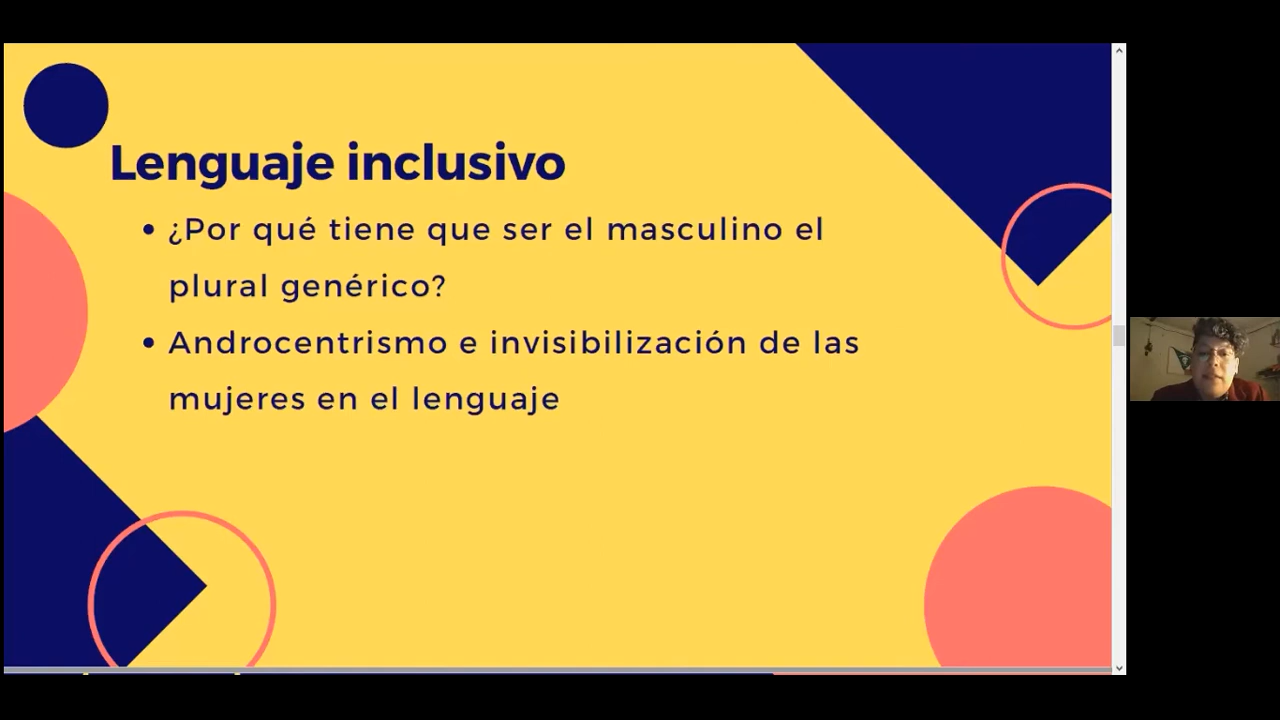 Lenguaje inclusivo
• ¿Por qué tiene que ser el masculino el
plural genérico?
• Androcentrismo e invisibilización de las
mujeres en el lenguaje